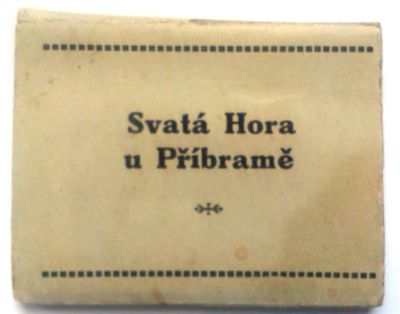 Svatá Hora
u Příbramě